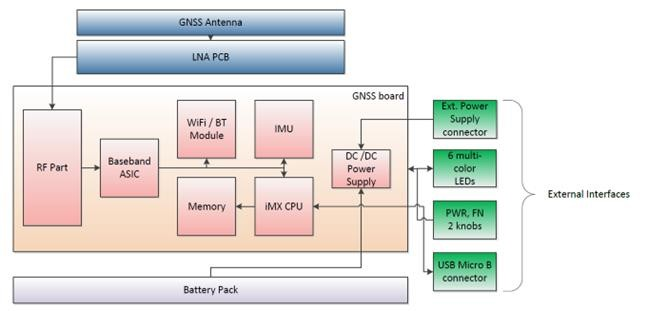 GNSS Antenna
LNA PCB
GNSS board
RF Part
Baseband
ASIC
WiFi / BT
Module
IMU
Memory
iMX CPU
DC /DC
Power
Supply
Battery Pack
Ext. Power
Supply
connector
6 multi-
color
LEDs
PWR, FN
2 knobs
USB Micro B
connector
External Interfaces